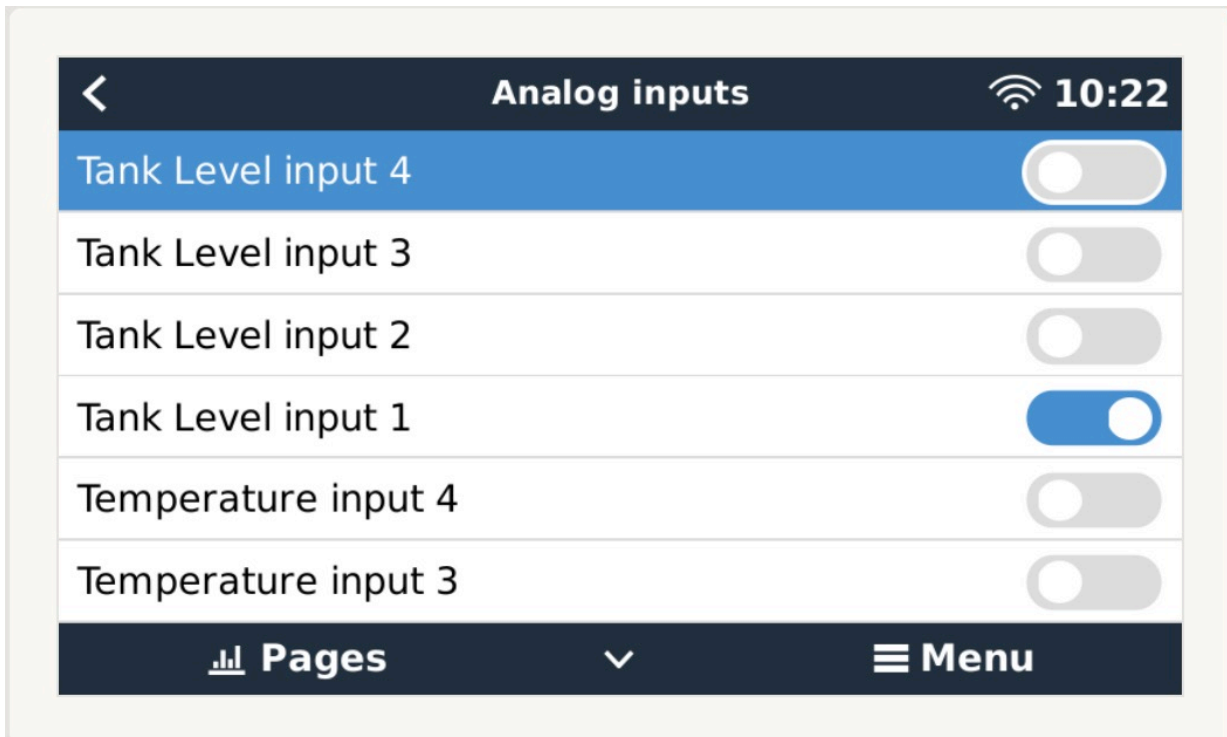 Analog inputs 10:22
Tank Level input 4
Tank Level input 3
Tank Level input 2
Tank Level input 1
Temperature input 4
Temperature input 3
Pages Menu